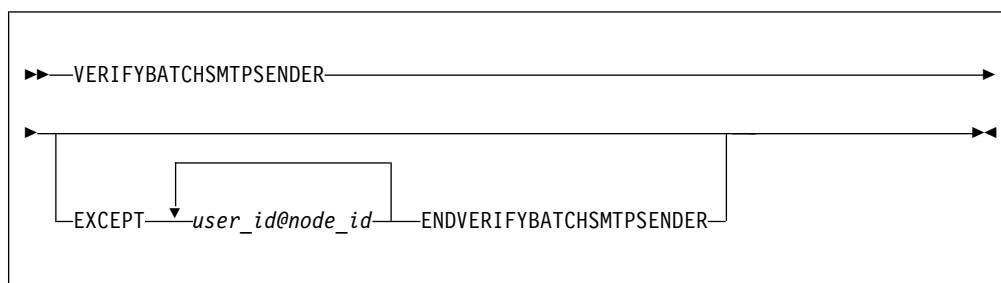 VERIFYBATCHSMTPSENDER
EXCEPT user_id@node_id ENDVERIFYBATCHSMTPSENDER